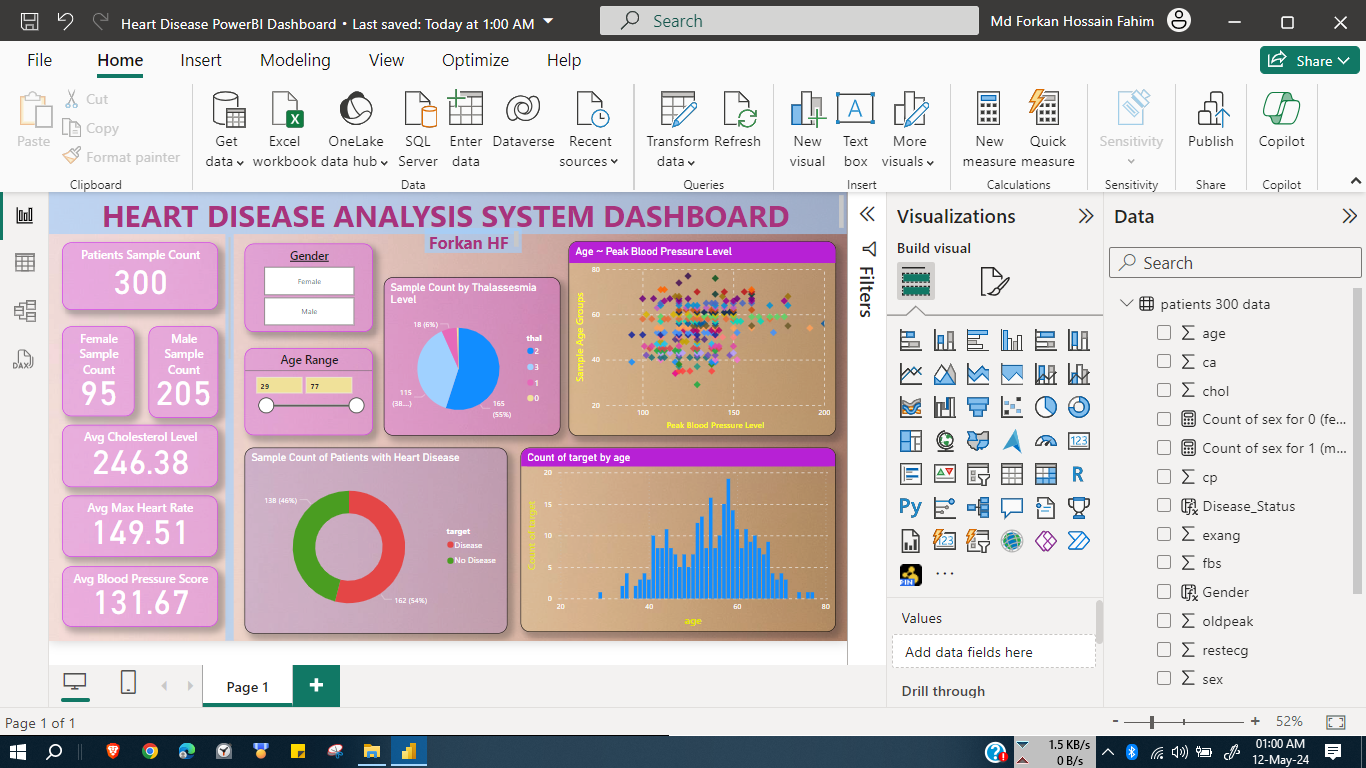 Heart Disease PowerBI Dashboard • Last saved: Today at 1:00 AM
Search
Md Forkan Hossain Fahim
File
Home
Insert
Modeling
View
Optimize
Help
Share
Paste
Cut
Copy
Format painter
Clipboard
Get
data
Excel
workbook
OneLake
data hub
SQL
Server
Enter
data
Dataverse
Recent
sources
Data
Transform
data
Refresh
Queries
New
visual
A
Text
box
More
visuals
Insert
New
measure
Quick
measure
Calculations
Sensitivity
Sensitivity
Publish
Share
Copilot
Copilot
DAX
HEART DISEASE ANALYSIS SYSTEM DASHBOARD
Forkan HF
Patients Sample Count
300
Female
Sample
Count
95
Male
Sample
Count
205
Avg Cholesterol Level
246.38
Avg Max Heart Rate
149.51
Avg Blood Pressure Score
131.67
Gender
Female
Male
Age Range
29
77
Sample Count by Thalassesmia
Level
18 (6%)
115
(38...)
165
(55%)
thal
2
3
1
0
Age ~ Peak Blood Pressure Level
Sample Age Groups
80
60
40
20
100
150
200
Peak Blood Pressure Level
Sample Count of Patients with Heart Disease
138 (46%)
162 (54%)
target
Disease
No Disease
Count of target by age
Count of target
20
15
10
5
0
20
40
60
80
age
Filters
Visualizations
Build visual
123
R
Py
123
FIN
...
Values
Add data fields here
Drill through
Data
Search
patients 300 data
age
ca
chol
Count of sex for 0 (fe...
Count of sex for 1 (m...
cp
Disease_Status
exang
fbs
Gender
oldpeak
restecg
sex
Page 1
Page 1 of 1
- + 52%
1.5 KB/s
0 B/s
01:00 AM
12-May-24